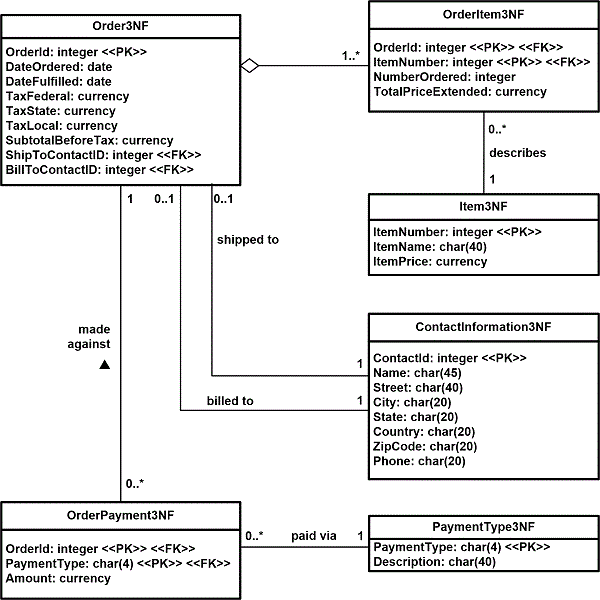 Order3NF
OrderId: integer <<PK>>
DateOrdered: date
DateFulfilled: date
TaxFederal: currency
TaxState: currency
TaxLocal: currency
SubtotalBeforeTax: currency
ShipToContactID: integer <<FK>>
BillToContactID: integer <<FK>>
1..*
OrderItem3NF
OrderId: integer <<PK>> <<FK>>
ItemNumber: integer <<PK>> <<FK>>
NumberOrdered: integer
TotalPriceExtended: currency
0..*
describes
1
Item3NF
ItemNumber: integer <<PK>>
ItemName: char(40)
ItemPrice: currency
1
0..1
0..1
shipped to
1
billed to
1
ContactInformation3NF
ContactId: integer <<PK>>
Name: char(45)
Street: char(40)
City: char(20)
State: char(20)
Country: char(20)
ZipCode: char(20)
Phone: char(20)
made
against
0..*
OrderPayment3NF
OrderId: integer <<PK>> <<FK>>
PaymentType: char(4) <<PK>> <<FK>>
Amount: currency
0..*
paid via
1
PaymentType3NF
PaymentType: char(4) <<PK>>
Description: char(40)